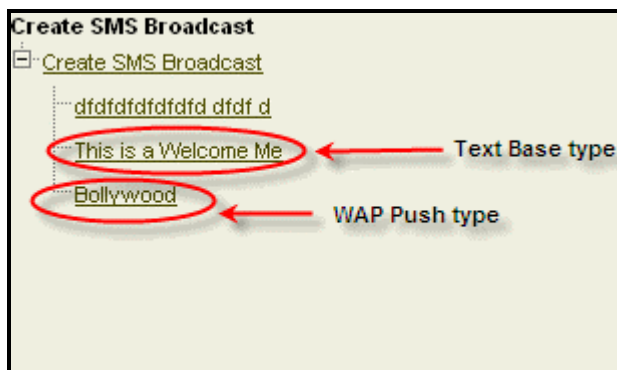 Create SMS Broadcast
Create SMS Broadcast
dfdfdfdfdfdfd dfdf d
This is a Welcome Me
Text Base type
Bollywood
WAP Push type